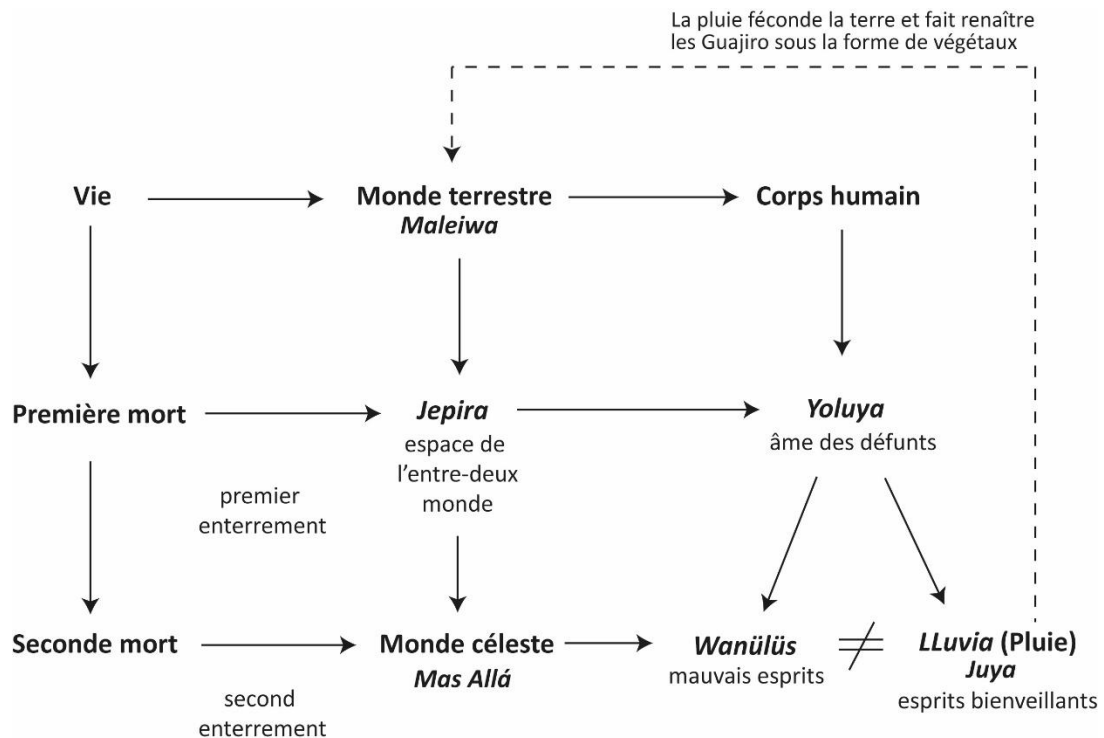 La pluie féconde la terre et fait renaître
les Guajiro sous la forme de végétaux
Vie
Monde terrestre
Maleiwa
Corps humain
Première mort
Jepira
espace de
l'entre-deux
monde
Yoluya
âme des défunts
premier
enterrement
Seconde mort
Monde céleste
Mas Allá
Wanülüs
mauvais esprits
≠
LLuvia (Pluie)
Juya
esprits bienveillants
second
enterrement